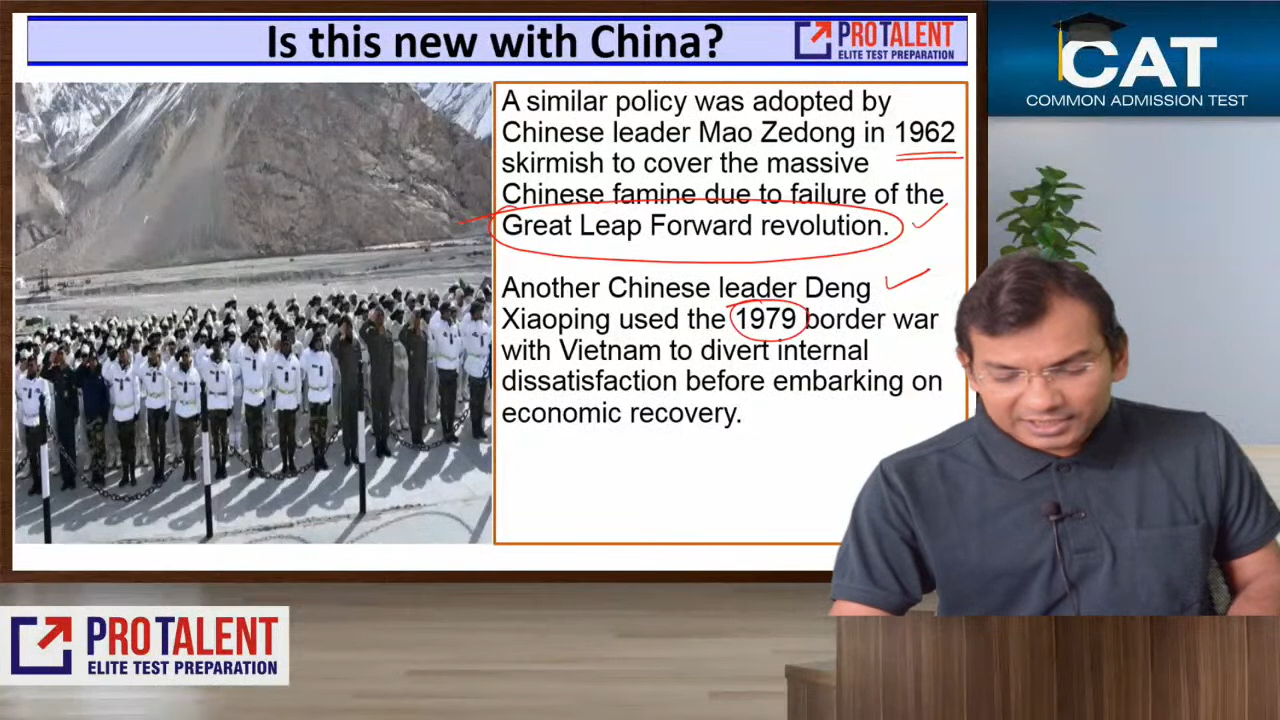 Is this new with China?
PROTALENT
ELITE TEST PREPARATION
CAT
COMMON ADMISSION TEST
A similar policy was adopted by
Chinese leader Mao Zedong in 1962
skirmish to cover the massive
Chinese famine due to failure of the
Great Leap Forward revolution.
Another Chinese leader Deng
Xiaoping used the 1979 border war
with Vietnam to divert internal
dissatisfaction before embarking on
economic recovery.
PROTALENT
ELITE TEST PREPARATION